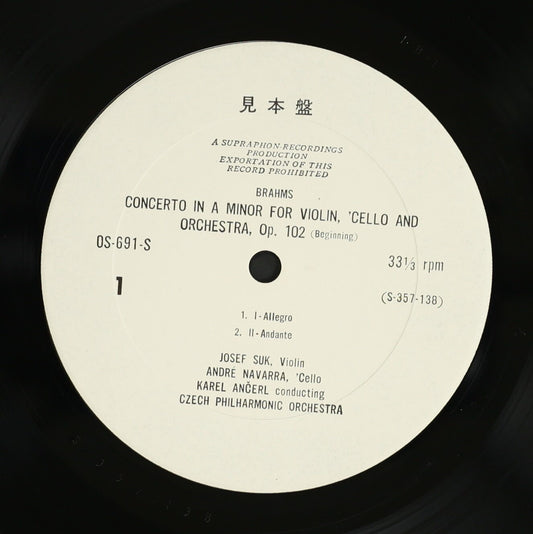 見本盤
A SUPRAPHON-RECORDINGS
PRODUCTION
EXPORTATION OF THIS
RECORD PROHIBITED
BRAHMS
CONCERTO IN A MINOR FOR VIOLIN, 'CELLO AND
ORCHESTRA, Op. 102 (Beginning)
OS-691-S
33 1/3 rpm
1
(S-357-138)
1. I-Allegro
2. II-Andante
JOSEF SUK, Violin
ANDRÉ NAVARRA, 'Cello
KAREL ANČERL conducting
CZECH PHILHARMONIC ORCHESTRA